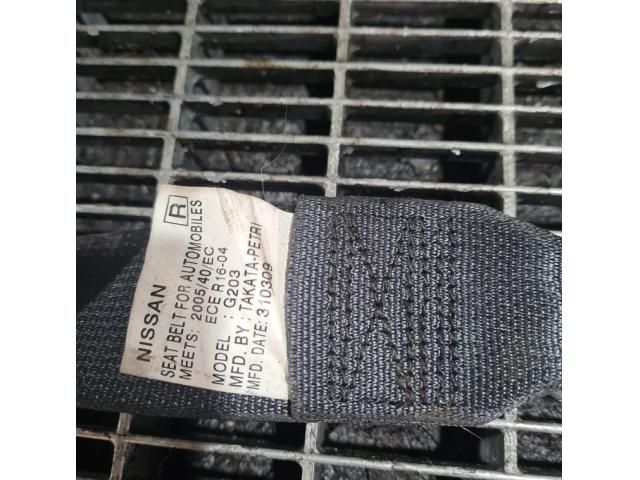 R
NISSAN
SEAT BELT FOR AUTOMOBILES
MEETS: 2005/40/EC
ECE R16-04
MODEL : G203
MFD. BY : TAKATA-PETRI
MFD. DATE: 310309